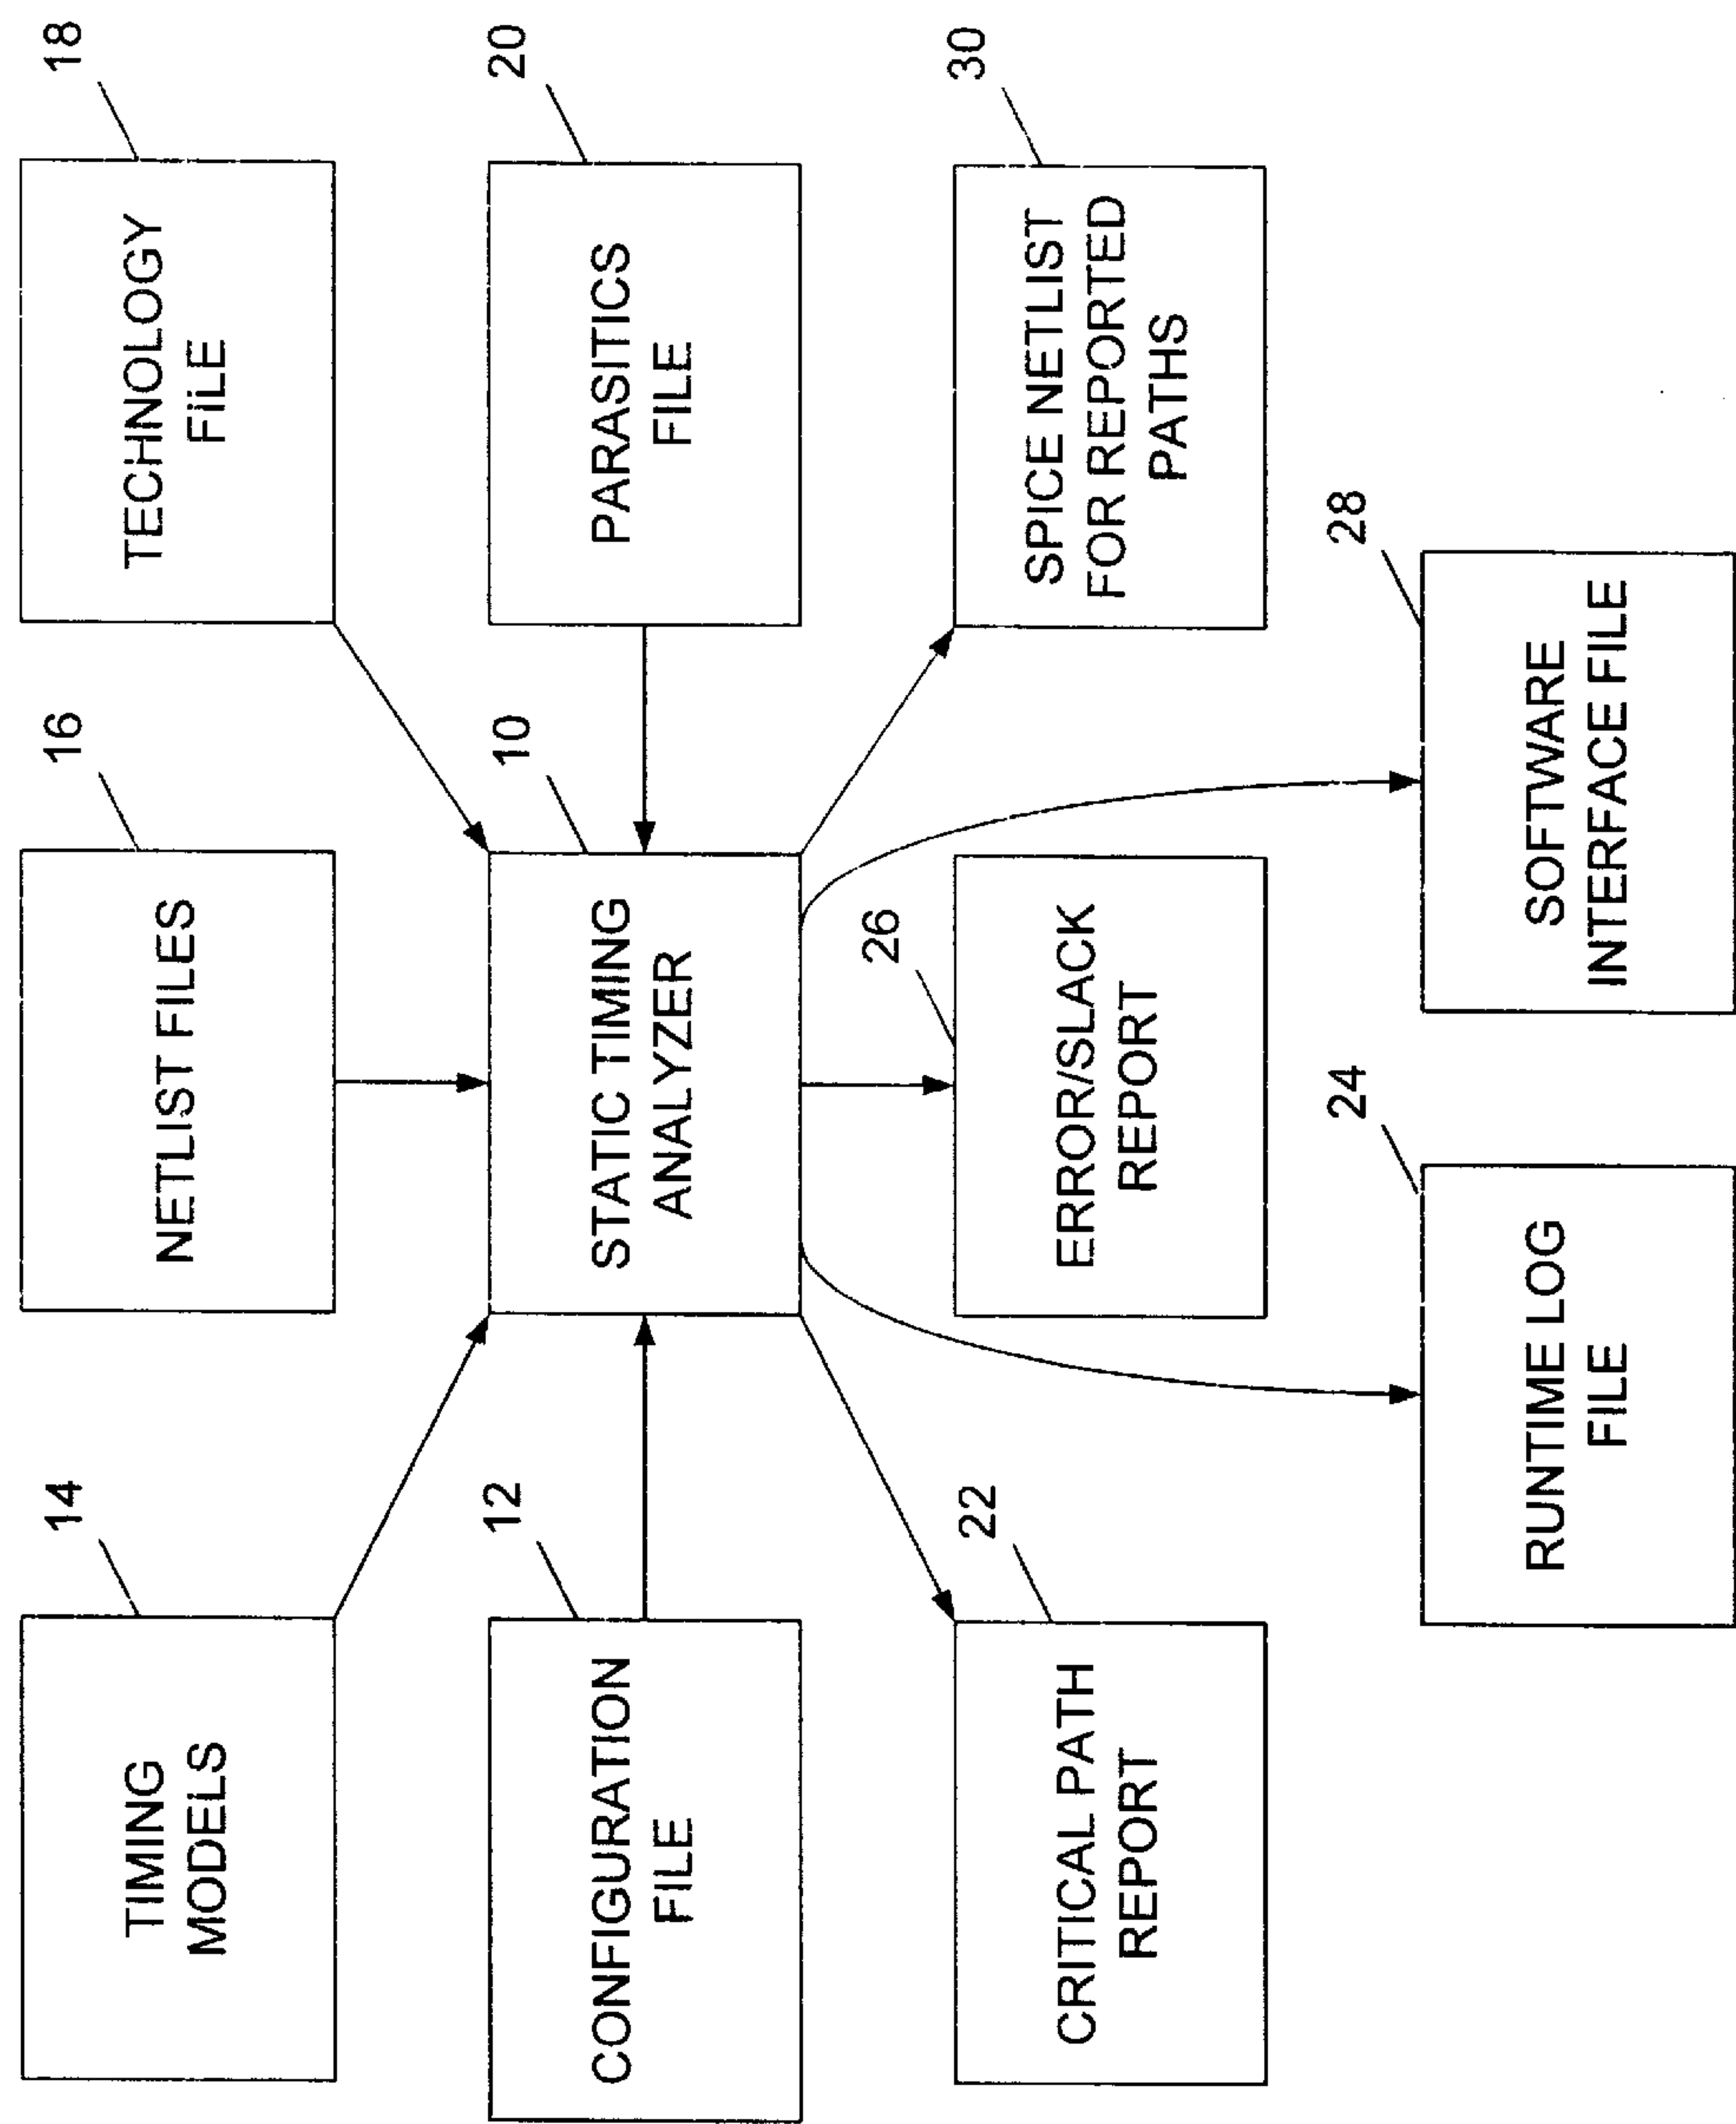 14
TIMING
MODELS
16
NETLIST FILES
18
TECHNOLOGY
FiLE
12
CONFIGURATION
FILE
10
STATIC TIMING
ANALYZER
20
PARASITICS
FILE
22
CRITICAL PATH
REPORT
26
ERROR/SLACK
REPORT
30
SPICE NETLIST
FOR REPORTED
PATHS
24
RUNTIME LOG
FILE
28
SOFTWARE
INTERFACE FILE